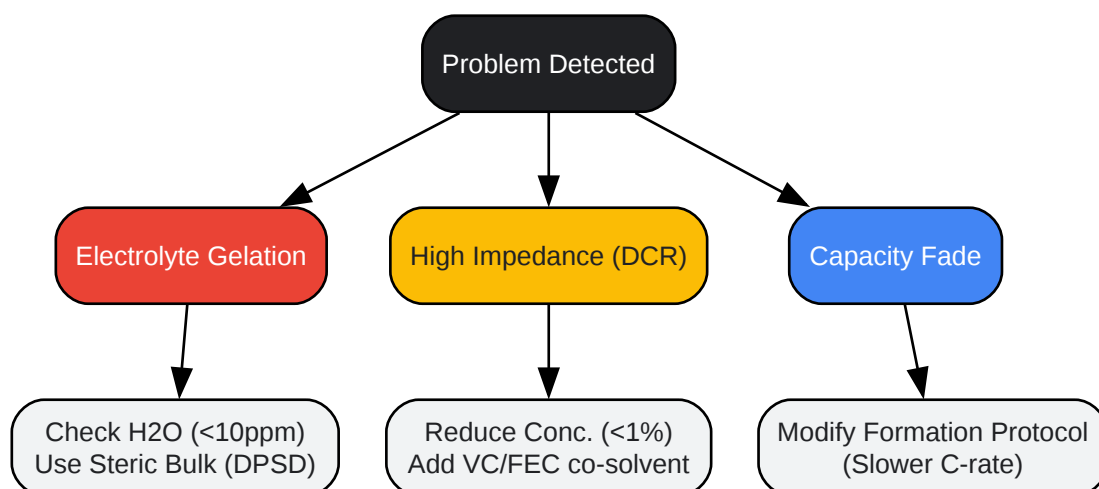 Problem Detected
Electrolyte Gelation
High Impedance (DCR)
Capacity Fade
Check H2O (<10ppm)
Use Steric Bulk (DPSD)
Reduce Conc. (<1%)
Add VC/FEC co-solvent
Modify Formation Protocol
(Slower C-rate)